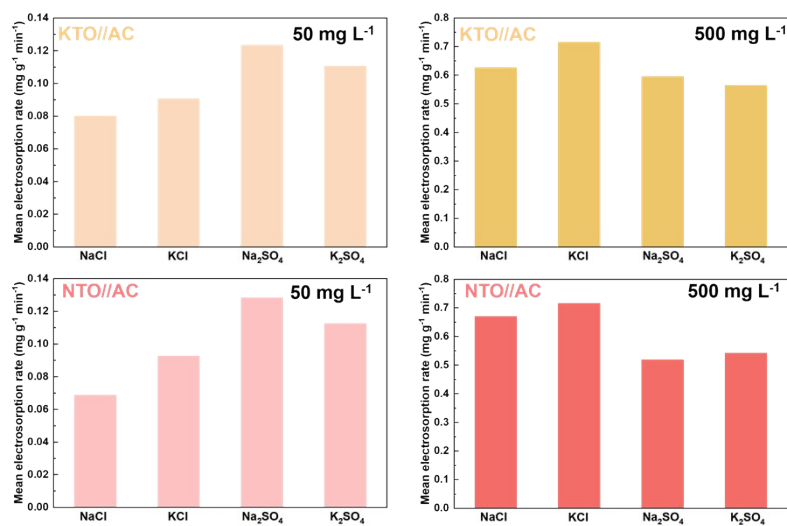 KTO//AC
50 mg L⁻¹
Mean electrosorption rate (mg g⁻¹ min⁻¹)
0.14
0.12
0.10
0.08
0.06
0.04
0.02
0.00
NaCl
KCl
Na₂SO₄
K₂SO₄
KTO//AC
500 mg L⁻¹
Mean electrosorption rate (mg g⁻¹ min⁻¹)
0.8
0.7
0.6
0.5
0.4
0.3
0.2
0.1
0.0
NaCl
KCl
Na₂SO₄
K₂SO₄
NTO//AC
50 mg L⁻¹
Mean electrosorption rate (mg g⁻¹ min⁻¹)
0.14
0.12
0.10
0.08
0.06
0.04
0.02
0.00
NaCl
KCl
Na₂SO₄
K₂SO₄
NTO//AC
500 mg L⁻¹
Mean electrosorption rate (mg g⁻¹ min⁻¹)
0.8
0.7
0.6
0.5
0.4
0.3
0.2
0.1
0.0
NaCl
KCl
Na₂SO₄
K₂SO₄